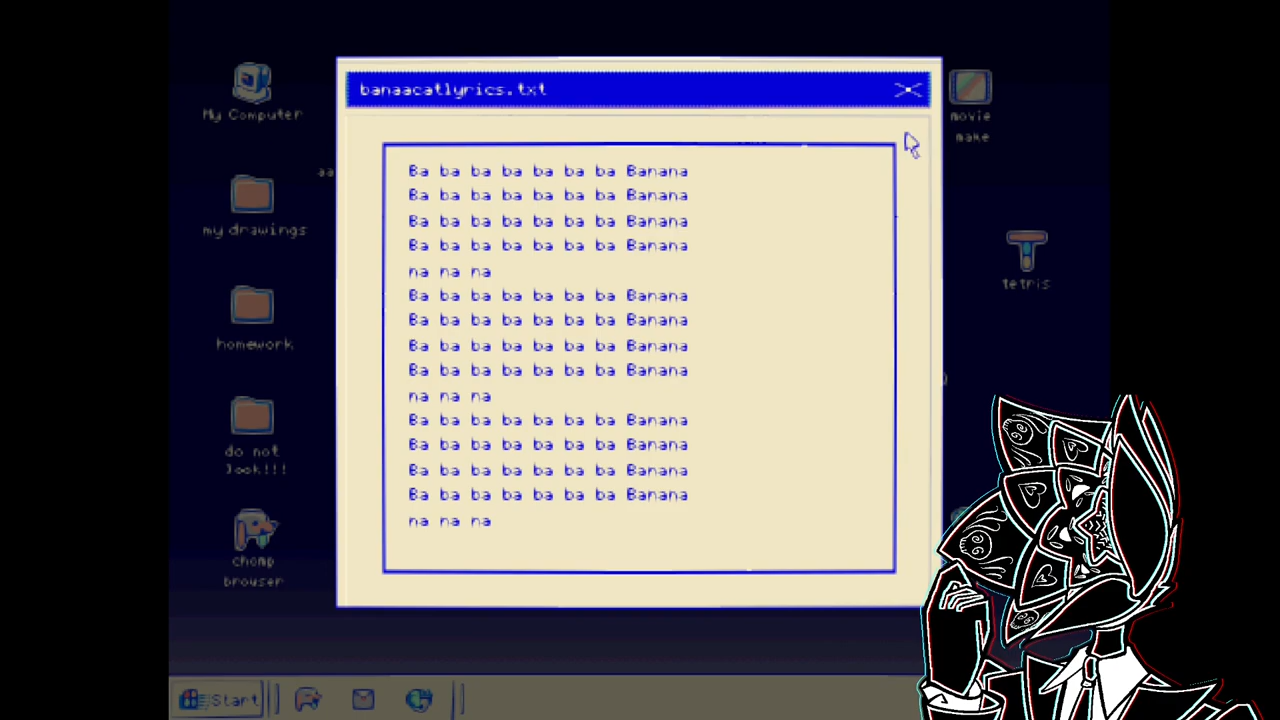 banaacatlyrics.txt
Ba ba ba ba ba ba ba Banana
Ba ba ba ba ba ba ba Banana
Ba ba ba ba ba ba ba Banana
Ba ba ba ba ba ba ba Banana
na na na
Ba ba ba ba ba ba ba Banana
Ba ba ba ba ba ba ba Banana
Ba ba ba ba ba ba ba Banana
Ba ba ba ba ba ba ba Banana
na na na
Ba ba ba ba ba ba ba Banana
Ba ba ba ba ba ba ba Banana
Ba ba ba ba ba ba ba Banana
Ba ba ba ba ba ba ba Banana
na na na
My Computer
aa
my drawings
homework
do not
look!!!
chomp
browser
movie
make
tetris
Start